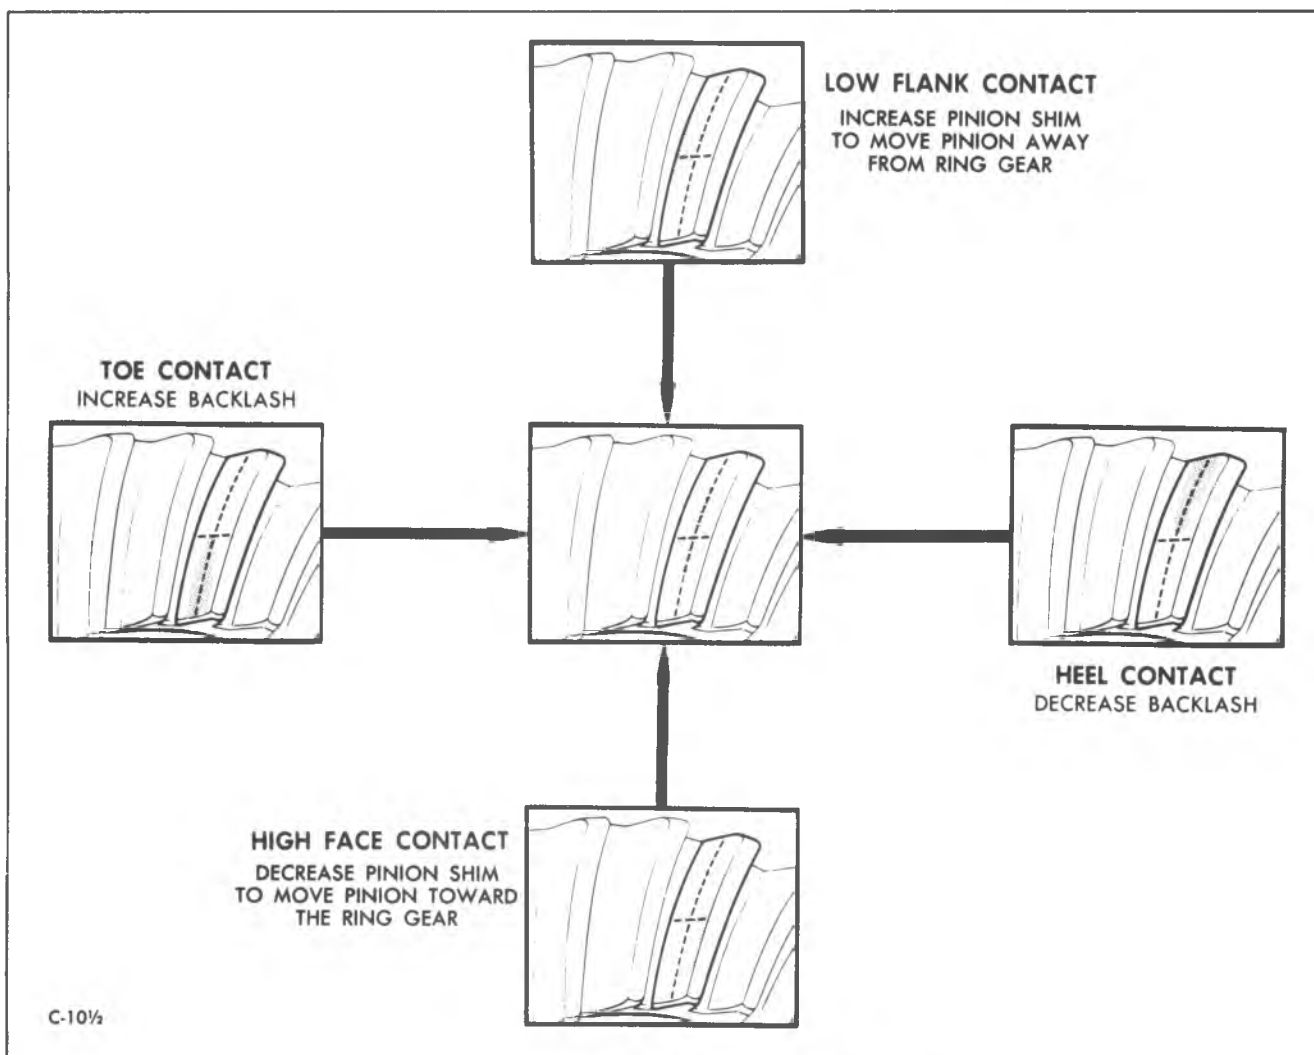 LOW FLANK CONTACT
INCREASE PINION SHIM
TO MOVE PINION AWAY
FROM RING GEAR
TOE CONTACT
INCREASE BACKLASH
HEEL CONTACT
DECREASE BACKLASH
HIGH FACE CONTACT
DECREASE PINION SHIM
TO MOVE PINION TOWARD
THE RING GEAR
C-10½